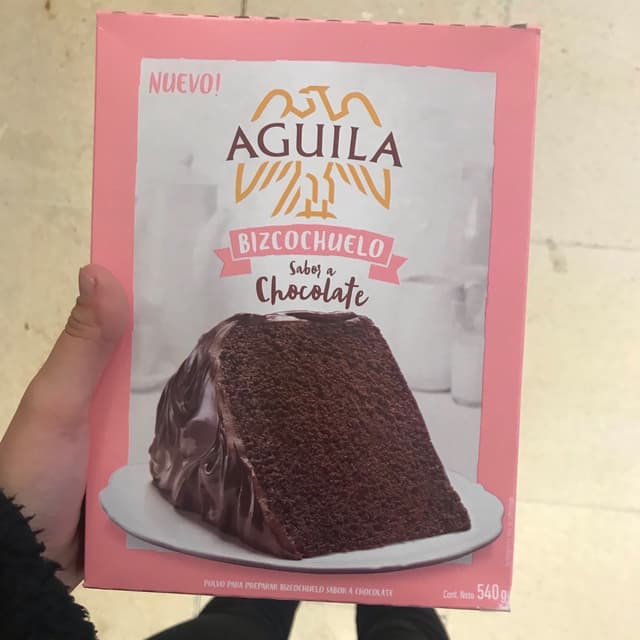 NUEVO!
AGUILA
BIZCOCHUELO
Sabor a
Chocolate
POLVO PARA PREPARAR BIZCOCHUELO SABOR A CHOCOLATE
Cont. Neto 540g